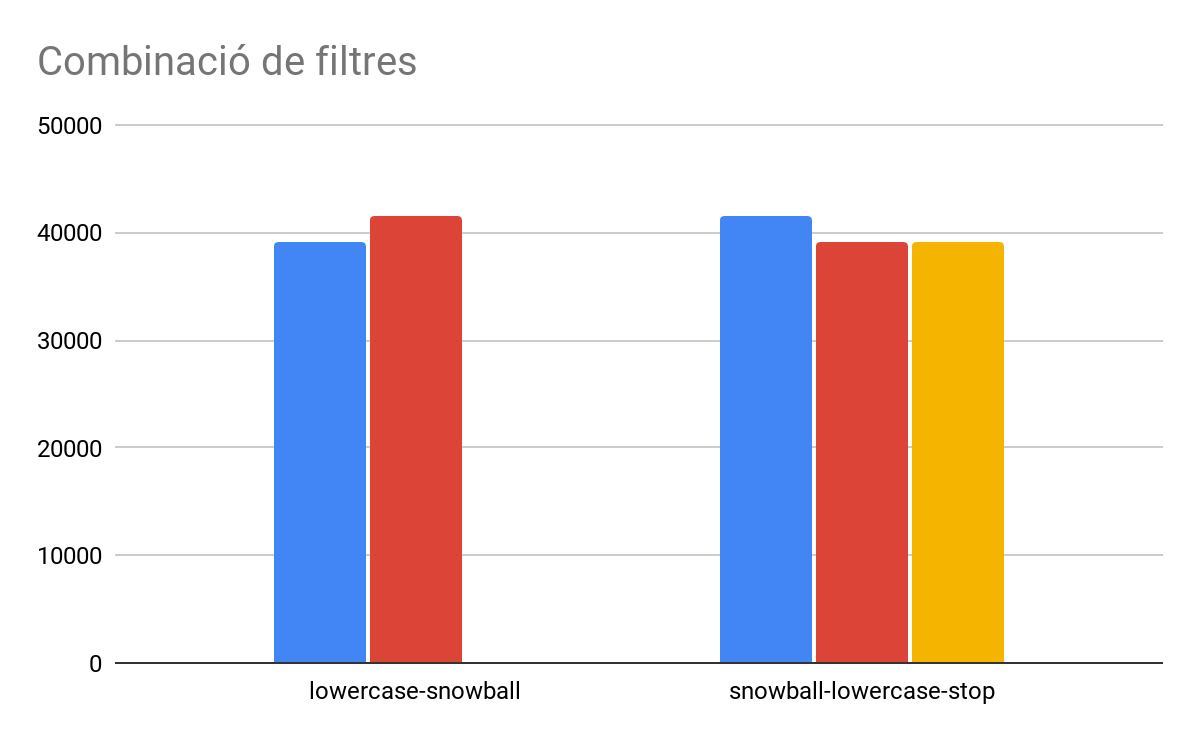 Combinació de filtres
50000
40000
30000
20000
10000
0
lowercase-snowball
snowball-lowercase-stop